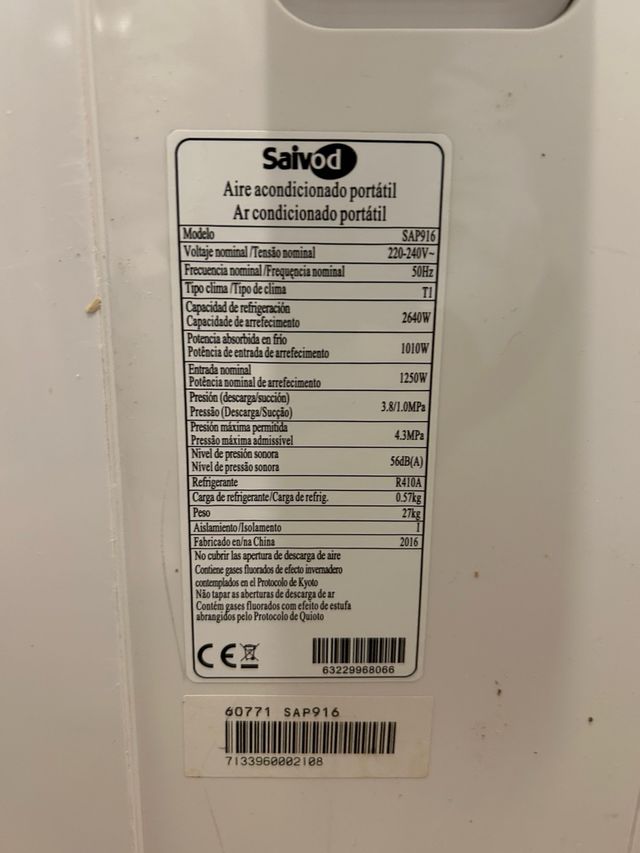 Saivod
Aire acondicionado portátil
Ar condicionado portátil
Modelo SAP916
Voltaje nominal/Tensão nominal 220-240V~
Frecuencia nominal/Frequência nominal 50Hz
Tipo clima/Tipo de clima T1
Capacidad de refrigeración
Capacidade de arrefecimento 2640W
Potencia absorbida en frío
Potência de entrada de arrefecimento 1010W
Entrada nominal
Potência nominal de arrefecimento 1250W
Presión (descarga/succión)
Pressão (Descarga/Sucção) 3.8/1.0MPa
Presión máxima permitida
Pressão máxima admissível 4.3MPa
Nivel de presión sonora
Nível de pressão sonora 56dB(A)
Refrigerante R410A
Carga de refrigerante/Carga de refrig. 0.57kg
Peso 27kg
Aislamiento/Isolamento I
Fabricado en/na China 2016
No cubrir las apertura de descarga de aire
Contiene gases fluorados de efecto invernadero
contemplados en el Protocolo de Kyoto
Não tapar as aberturas de descarga de ar
Contém gases fluorados com efeito de estufa
abrangidos pelo Protocolo de Quioto
CE
63229968066
60771 SAP916
7133960002108